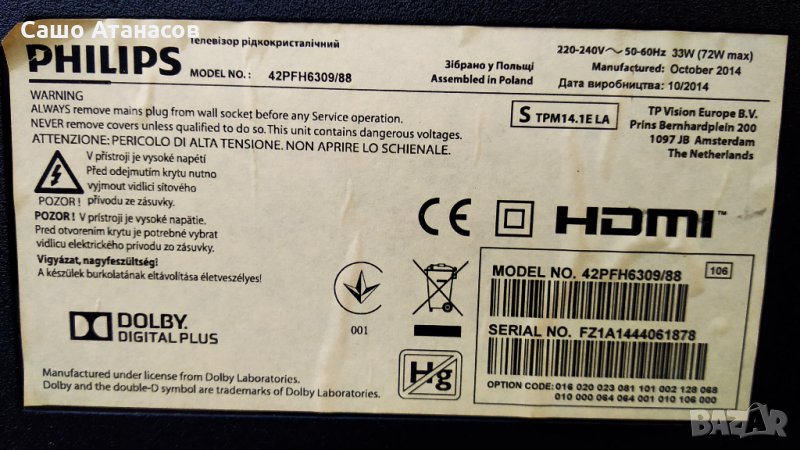 Сашо Атанасов
Телевізор рідкокристалічний
PHILIPS
MODEL NO.: 42PFH6309/88
Зібрано у Польщі
Assembled in Poland
220-240V ~ 50-60Hz 33W (72W max)
Manufactured: October 2014
Дата виробництва: 10/2014
WARNING
ALWAYS remove mains plug from wall socket before any Service operation.
NEVER remove covers unless qualified to do so. This unit contains dangerous voltages.
ATTENZIONE: PERICOLO DI ALTA TENSIONE. NON APRIRE LO SCHIENALE.
S TPM14.1E LA
TP Vision Europe B.V.
Prins Bernhardplein 200
1097 JB Amsterdam
The Netherlands
V přístroji je vysoké napétí
Před odejmutím krytu nutno
vyjmout vidlici síťového
POZOR! přívodu ze zásuvky.
POZOR! V prístroji je vysoké napätie.
Pred otvorením krytu je potrebné vybrat
vidlicu elektrického prívodu zo zásuvky.
Vigyázat, nagyfeszültség!
A készülek burkolatának eltávolítása életveszélyes!
CE
HDMI™
001
DOLBY.
DIGITAL PLUS
Hg
MODEL NO. 42PFH6309/88
106
SERIAL NO. FZ1A1444061878
OPTION CODE: 016 020 023 081 101 002 128 068
010 000 064 064 001 010 106 000
Manufactured under license from Dolby Laboratories.
Dolby and the double-D symbol are trademarks of Dolby Laboratories.
BAZAR